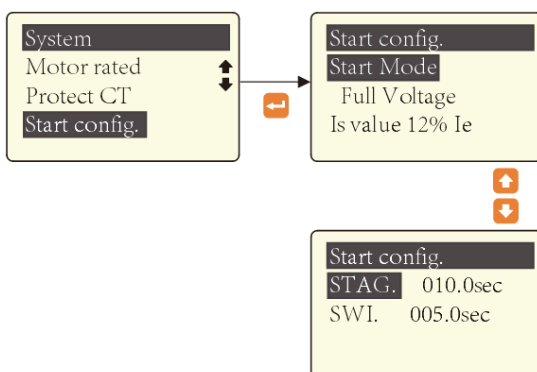 System
Motor rated
Protect CT
Start config.
Start config.
Start Mode
Full Voltage
Is value 12% Ie
Start config.
STAG. 010.0sec
SWI. 005.0sec